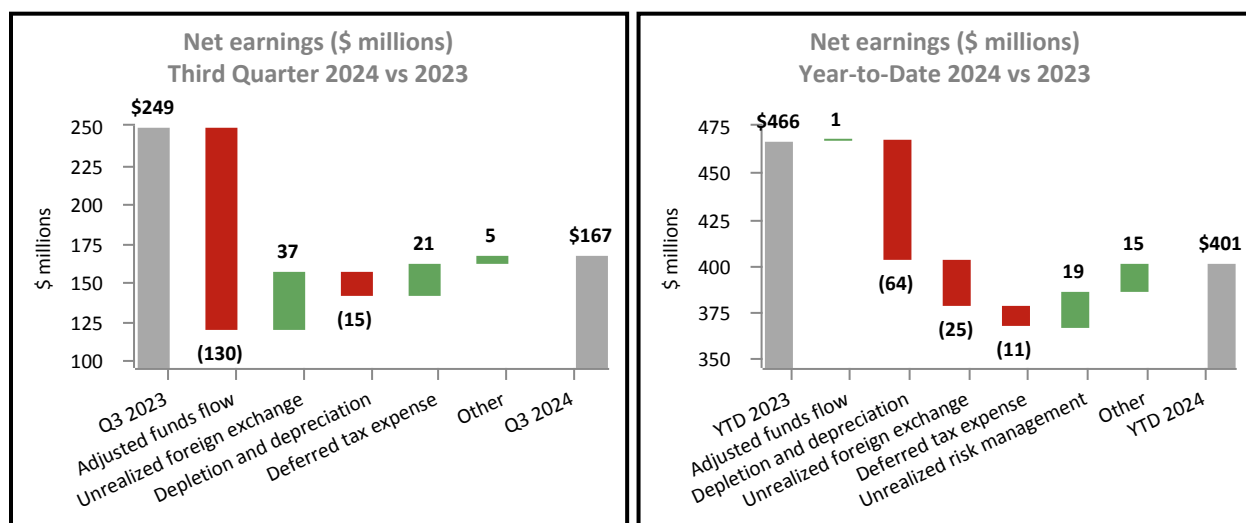 Net earnings ($ millions)
Third Quarter 2024 vs 2023
$249
250
225
200
175
150
125
100
$ millions
(130)
37
(15)
21
5
$167
Q3 2023
Adjusted funds flow
Unrealized foreign exchange
Depletion and depreciation
Deferred tax expense
Other
Q3 2024
Net earnings ($ millions)
Year-to-Date 2024 vs 2023
$466
475
450
425
400
375
350
$ millions
1
(64)
(25)
(11)
19
15
$401
YTD 2023
Adjusted funds flow
Depletion and depreciation
Unrealized foreign exchange
Deferred tax expense
Unrealized risk management
Other
YTD 2024